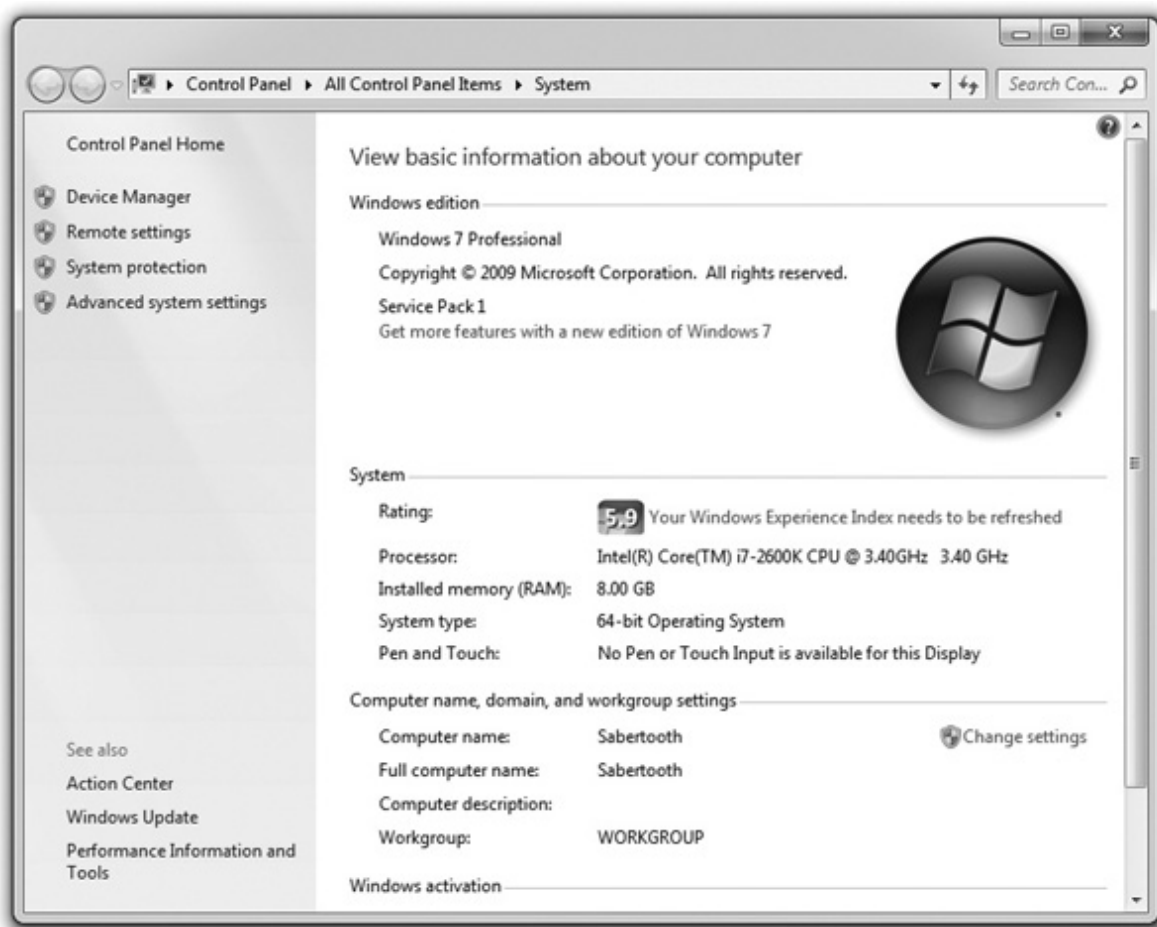 Control Panel ▸ All Control Panel Items ▸ System
Search Con...
Control Panel Home
Device Manager
Remote settings
System protection
Advanced system settings
See also
Action Center
Windows Update
Performance Information and
Tools
View basic information about your computer
Windows edition
Windows 7 Professional
Copyright © 2009 Microsoft Corporation. All rights reserved.
Service Pack 1
Get more features with a new edition of Windows 7
System
Rating: 5,9 Your Windows Experience Index needs to be refreshed
Processor: Intel(R) Core(TM) i7-2600K CPU @ 3.40GHz 3.40 GHz
Installed memory (RAM): 8.00 GB
System type: 64-bit Operating System
Pen and Touch: No Pen or Touch Input is available for this Display
Computer name, domain, and workgroup settings
Computer name: Sabertooth Change settings
Full computer name: Sabertooth
Computer description:
Workgroup: WORKGROUP
Windows activation